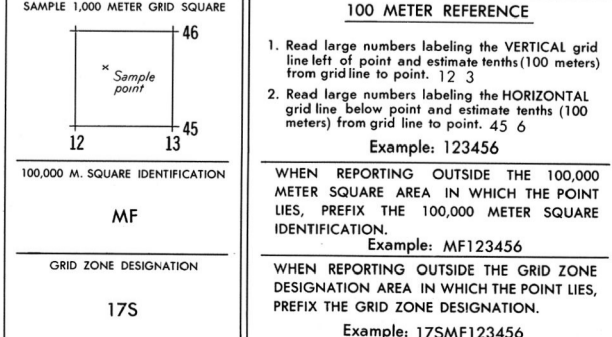 SAMPLE 1,000 METER GRID SQUARE
46
× Sample
point
45
12 13
100,000 M. SQUARE IDENTIFICATION
MF
GRID ZONE DESIGNATION
17S
100 METER REFERENCE
1. Read large numbers labeling the VERTICAL grid
line left of point and estimate tenths (100 meters)
from grid line to point. 12 3
2. Read large numbers labeling the HORIZONTAL
grid line below point and estimate tenths (100
meters) from grid line to point. 45 6
Example: 123456
WHEN REPORTING OUTSIDE THE 100,000
METER SQUARE AREA IN WHICH THE POINT
LIES, PREFIX THE 100,000 METER SQUARE
IDENTIFICATION.
Example: MF123456
WHEN REPORTING OUTSIDE THE GRID ZONE
DESIGNATION AREA IN WHICH THE POINT LIES,
PREFIX THE GRID ZONE DESIGNATION.
Example: 17SMF123456